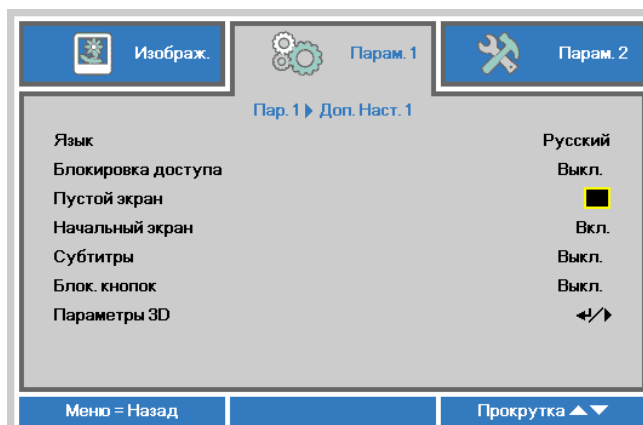 Изображ.
Парам. 1
Парам. 2
Пар. 1 Доп. Наст. 1
Язык Русский
Блокировка доступа Выкл.
Пустой экран
Начальный экран Вкл.
Субтитры Выкл.
Блок. кнопок Выкл.
Параметры 3D
Меню = Назад
Прокрутка